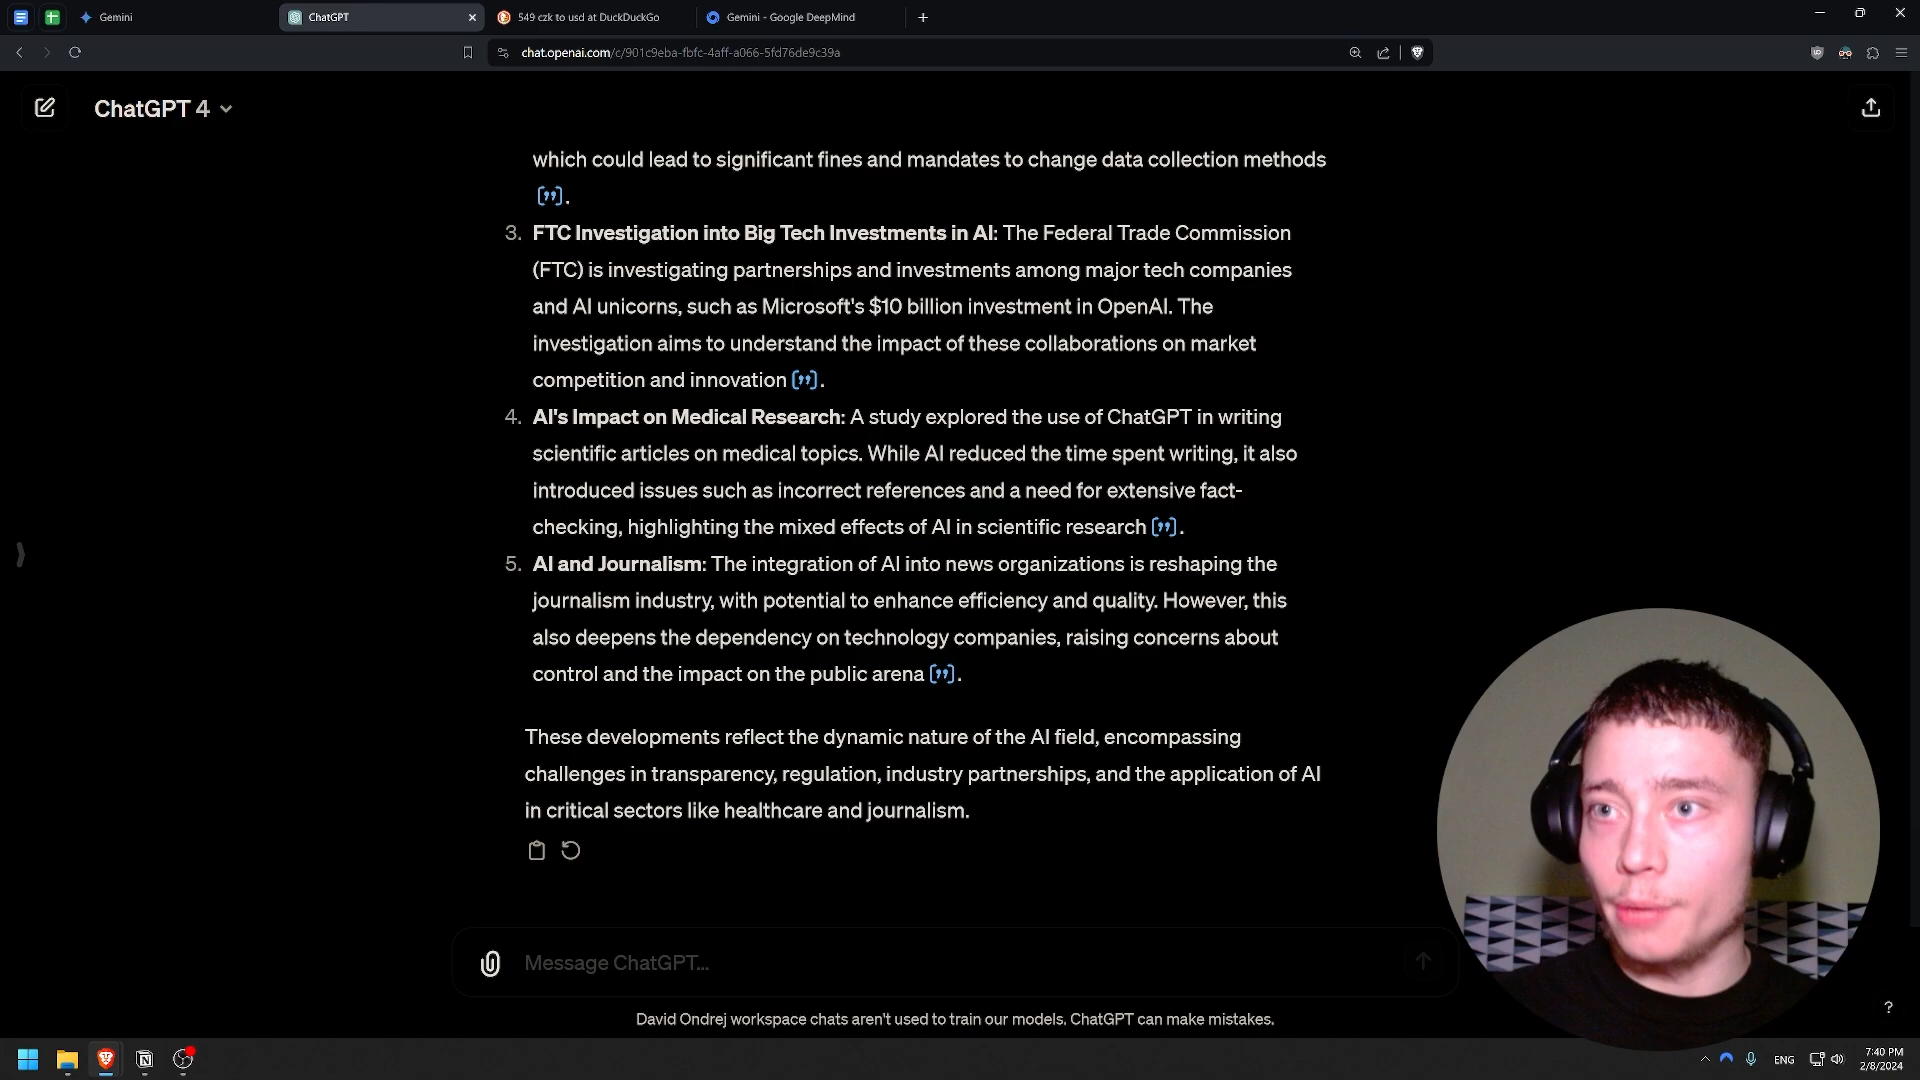 Gemini
ChatGPT
549 czk to usd at DuckDuckGo
Gemini - Google DeepMind
chat.openai.com/c/901c9eba-fbfc-4aff-a066-5fd76de9c39a
ChatGPT 4
which could lead to significant fines and mandates to change data collection methods
["].
3. FTC Investigation into Big Tech Investments in AI: The Federal Trade Commission
(FTC) is investigating partnerships and investments among major tech companies
and AI unicorns, such as Microsoft's $10 billion investment in OpenAI. The
investigation aims to understand the impact of these collaborations on market
competition and innovation ["].
4. AI's Impact on Medical Research: A study explored the use of ChatGPT in writing
scientific articles on medical topics. While AI reduced the time spent writing, it also
introduced issues such as incorrect references and a need for extensive fact-
checking, highlighting the mixed effects of AI in scientific research ["].
5. AI and Journalism: The integration of AI into news organizations is reshaping the
journalism industry, with potential to enhance efficiency and quality. However, this
also deepens the dependency on technology companies, raising concerns about
control and the impact on the public arena ["].
These developments reflect the dynamic nature of the AI field, encompassing
challenges in transparency, regulation, industry partnerships, and the application of AI
in critical sectors like healthcare and journalism.
Message ChatGPT...
David Ondrej workspace chats aren't used to train our models. ChatGPT can make mistakes.
?
ENG
7:40 PM
2/8/2024